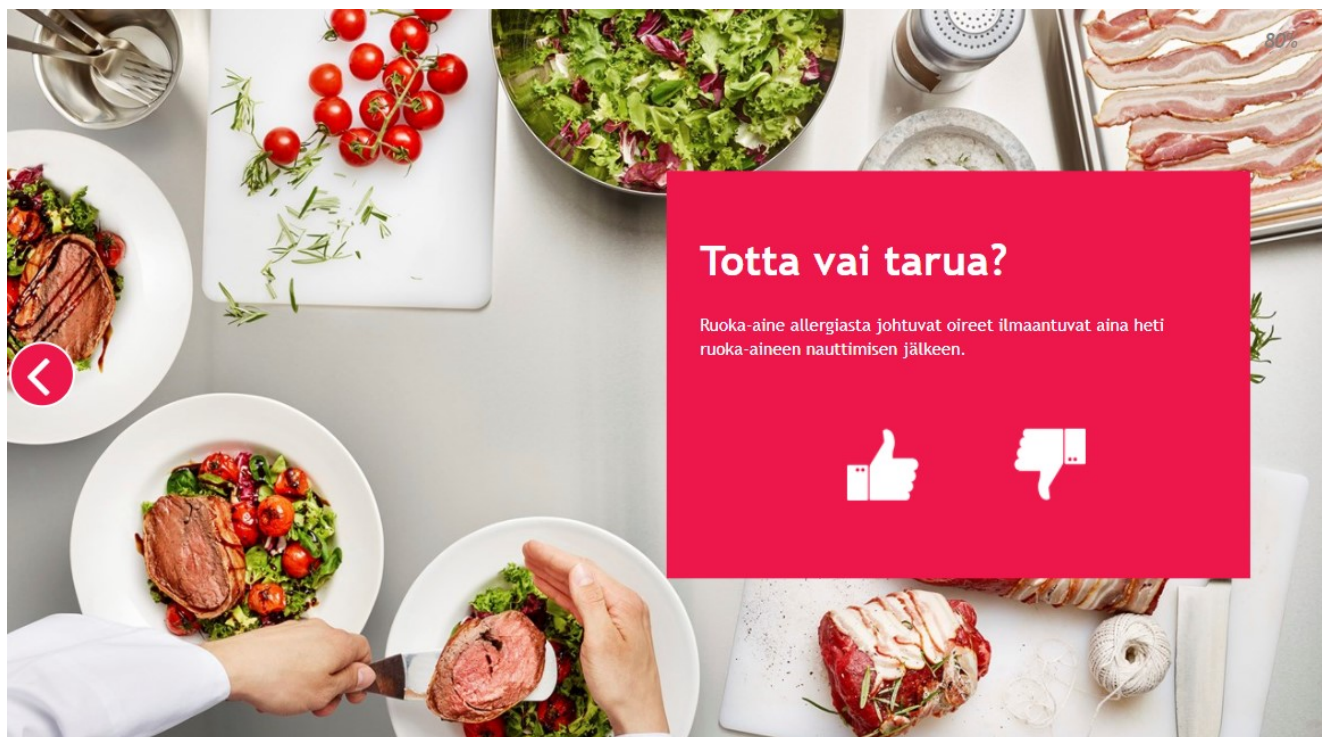 80%
Totta vai tarua?
Ruoka-aine allergiasta johtuvat oireet ilmaantuvat aina heti
ruoka-aineen nauttimisen jälkeen.